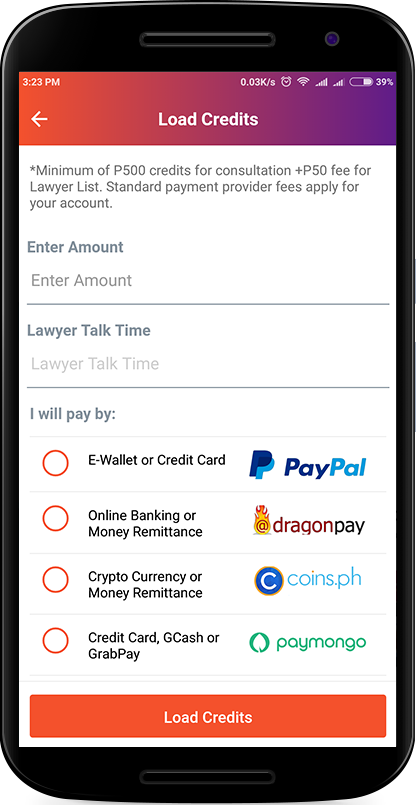 3:23 PM 0.03K/s 39%
Load Credits
*Minimum of P500 credits for consultation +P50 fee for
Lawyer List. Standard payment provider fees apply for
your account.
Enter Amount
Enter Amount
Lawyer Talk Time
Lawyer Talk Time
I will pay by:
E-Wallet or Credit Card PayPal
Online Banking or
Money Remittance
@dragonpay
Crypto Currency or
Money Remittance
C coins.ph
Credit Card, GCash or
GrabPay
paymongo
Load Credits